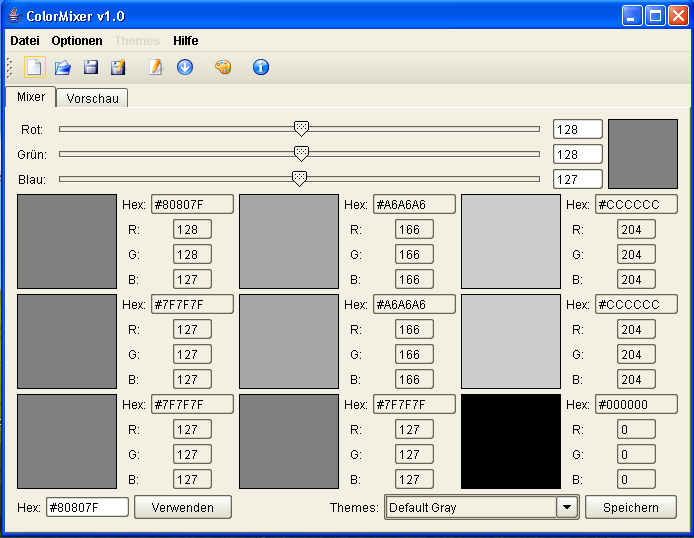 ColorMixer v1.0
Datei Optionen Themes Hilfe
Mixer Vorschau
Rot: 128
Grün: 128
Blau: 127
Hex: #80807F Hex: #A6A6A6 Hex: #CCCCCC
R: 128 R: 166 R: 204
G: 128 G: 166 G: 204
B: 127 B: 166 B: 204
Hex: #7F7F7F Hex: #A6A6A6 Hex: #CCCCCC
R: 127 R: 166 R: 204
G: 127 G: 166 G: 204
B: 127 B: 166 B: 204
Hex: #7F7F7F Hex: #7F7F7F Hex: #000000
R: 127 R: 127 R: 0
G: 127 G: 127 G: 0
B: 127 B: 127 B: 0
Hex: #80807F Verwenden Themes: Default Gray Speichern